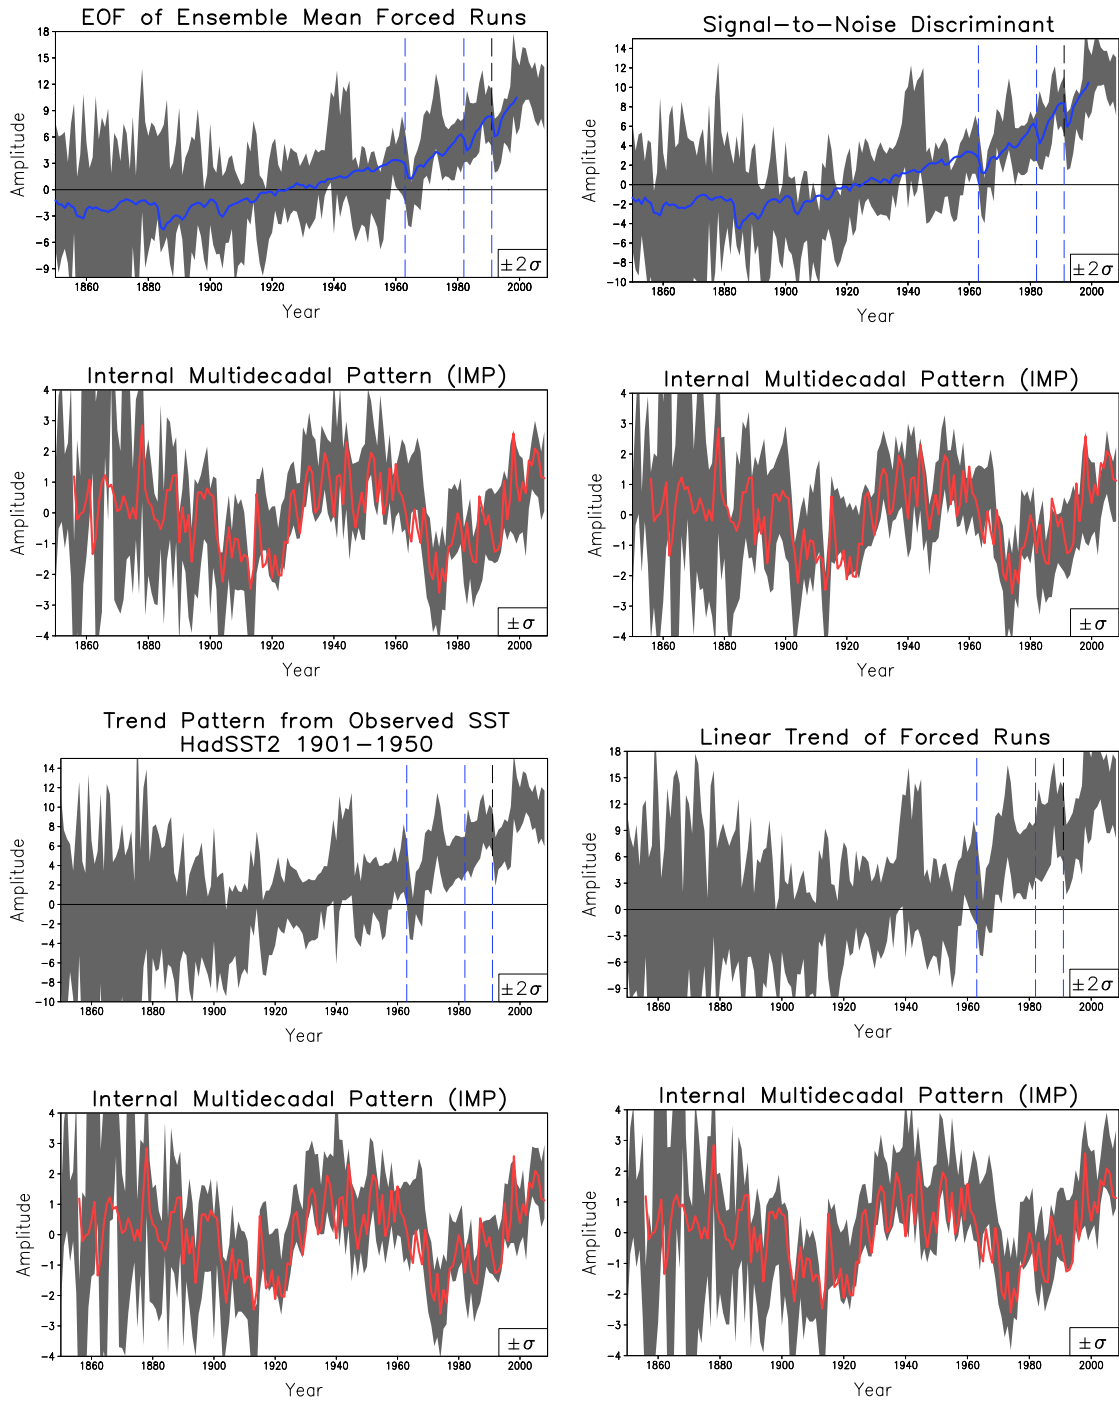 EOF of Ensemble Mean Forced Runs
Amplitude
18
15
12
9
6
3
0
−3
−6
−9
±2σ
1860 1880 1900 1920 1940 1960 1980 2000
Year
Signal−to−Noise Discriminant
Amplitude
14
12
10
8
6
4
2
0
−2
−4
−6
−8
−10
±2σ
1860 1880 1900 1920 1940 1960 1980 2000
Year
Internal Multidecadal Pattern (IMP)
Amplitude
4
3
2
1
0
−1
−2
−3
−4
±σ
1860 1880 1900 1920 1940 1960 1980 2000
Year
Internal Multidecadal Pattern (IMP)
Amplitude
4
3
2
1
0
−1
−2
−3
−4
±σ
1860 1880 1900 1920 1940 1960 1980 2000
Year
Trend Pattern from Observed SST
HadSST2 1901−1950
Amplitude
14
12
10
8
6
4
2
0
−2
−4
−6
−8
−10
±2σ
1860 1880 1900 1920 1940 1960 1980 2000
Year
Linear Trend of Forced Runs
Amplitude
18
15
12
9
6
3
0
−3
−6
−9
±2σ
1860 1880 1900 1920 1940 1960 1980 2000
Year
Internal Multidecadal Pattern (IMP)
Amplitude
4
3
2
1
0
−1
−2
−3
−4
±σ
1860 1880 1900 1920 1940 1960 1980 2000
Year
Internal Multidecadal Pattern (IMP)
Amplitude
4
3
2
1
0
−1
−2
−3
−4
±σ
1860 1880 1900 1920 1940 1960 1980 2000
Year